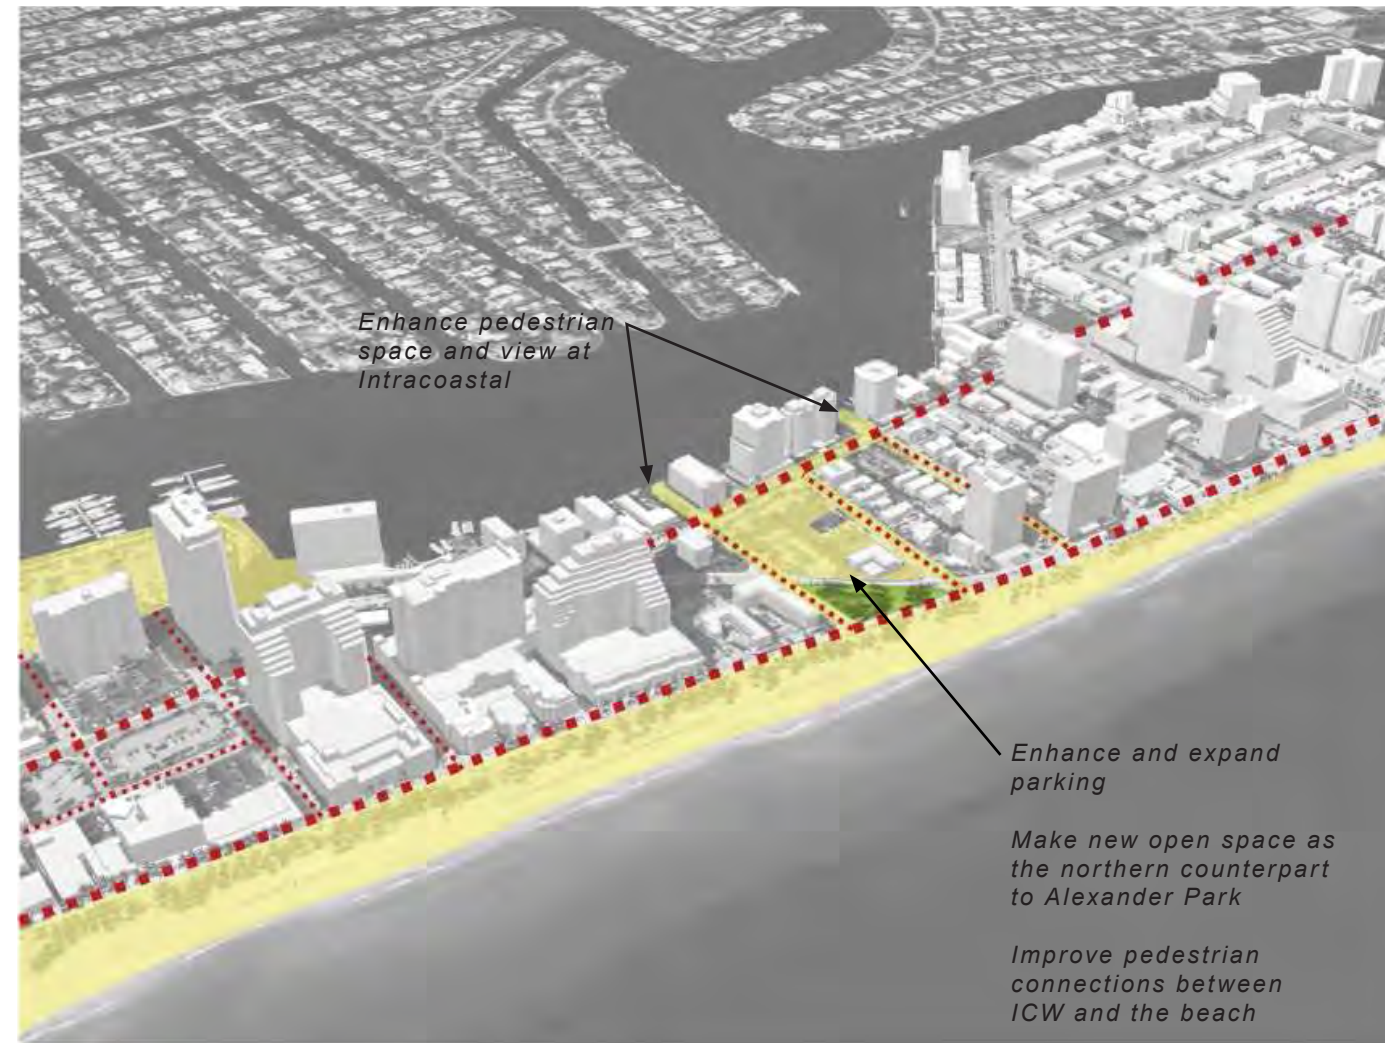 Enhance pedestrian
space and view at
Intracoastal
Enhance and expand
parking
Make new open space as
the northern counterpart
to Alexander Park
Improve pedestrian
connections between
ICW and the beach